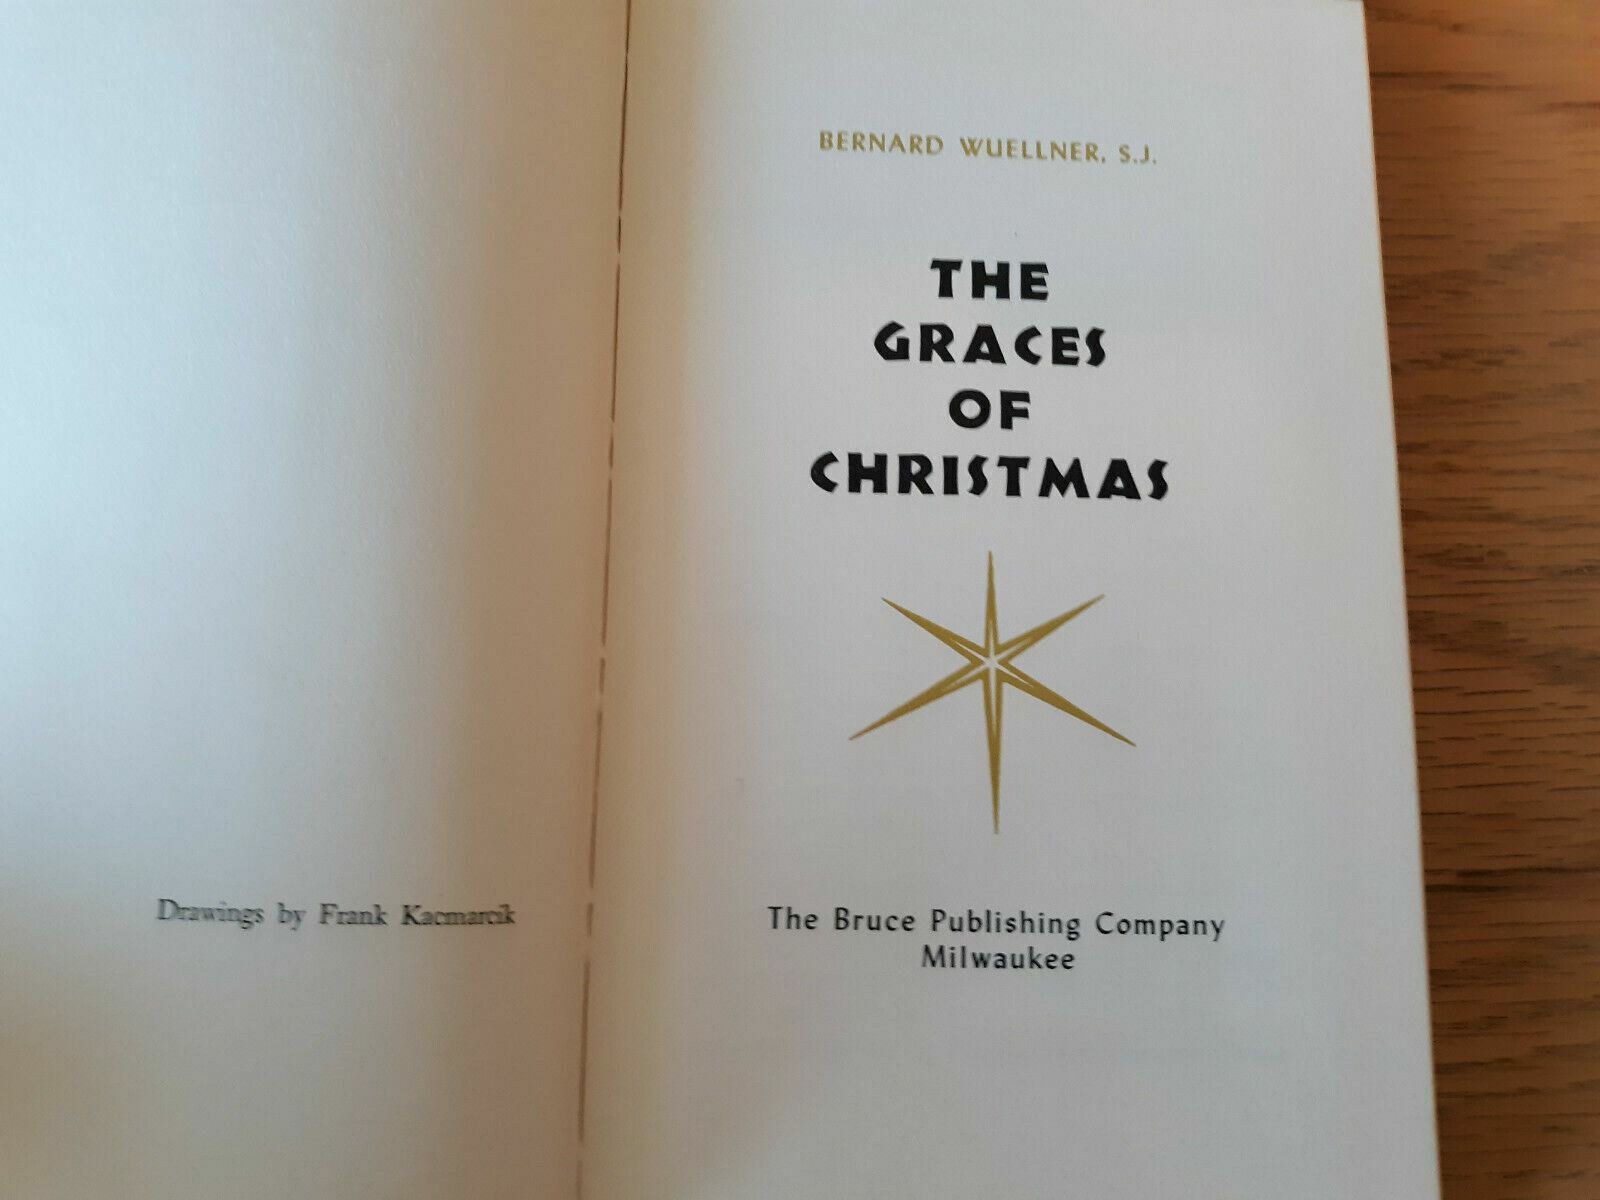 Drawings by Frank Kacmarcik
BERNARD WUELLNER, S.J.
THE
GRACES
OF
CHRISTMAS
The Bruce Publishing Company
Milwaukee